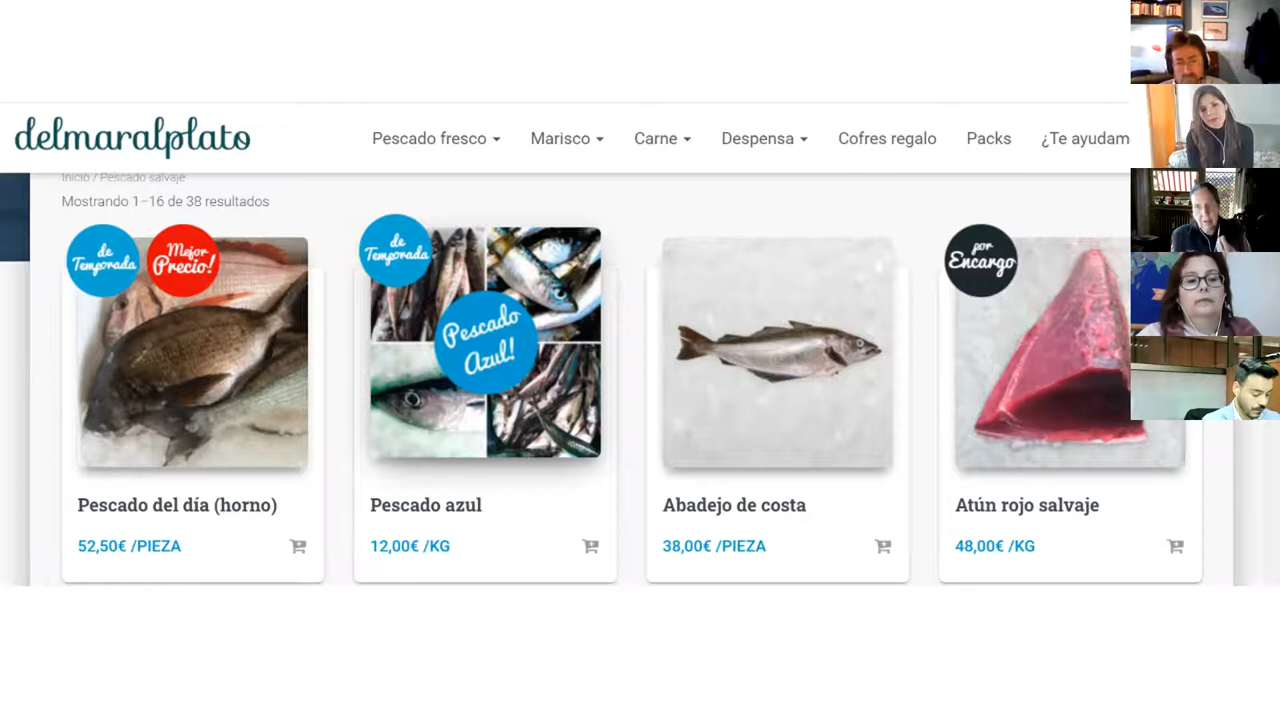 delmaralplato
Pescado fresco
Marisco
Carne
Despensa
Cofres regalo
Packs
¿Te ayudam
Inicio / Pescado salvaje
Mostrando 1–16 de 38 resultados
de
Temporada
Mejor
Precio!
de
Temporada
Pescado
Azul!
por
Encargo
Pescado del día (horno)
Pescado azul
Abadejo de costa
Atún rojo salvaje
52,50€ /PIEZA
12,00€ /KG
38,00€ /PIEZA
48,00€ /KG